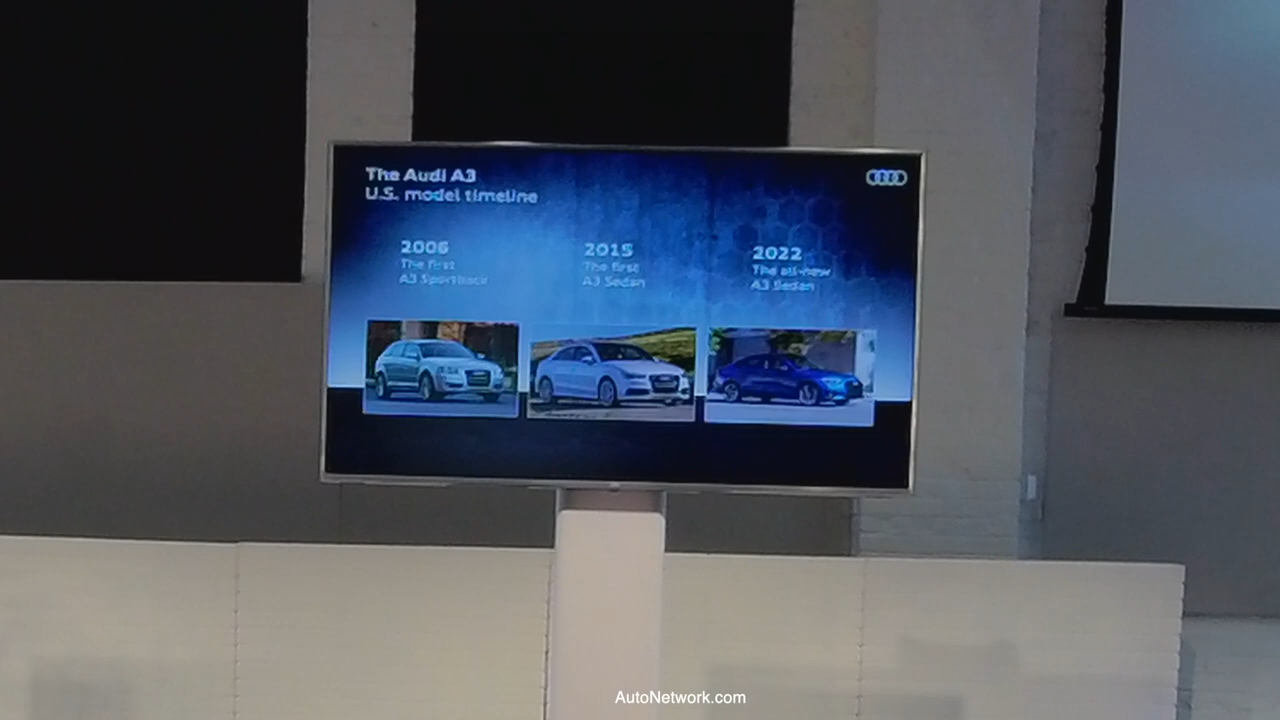 The Audi A3
U.S. model timeline
2006
The first
A3 Sportback
2015
The first
A3 Sedan
2022
The all-new
A3 Sedan
AutoNetwork.com